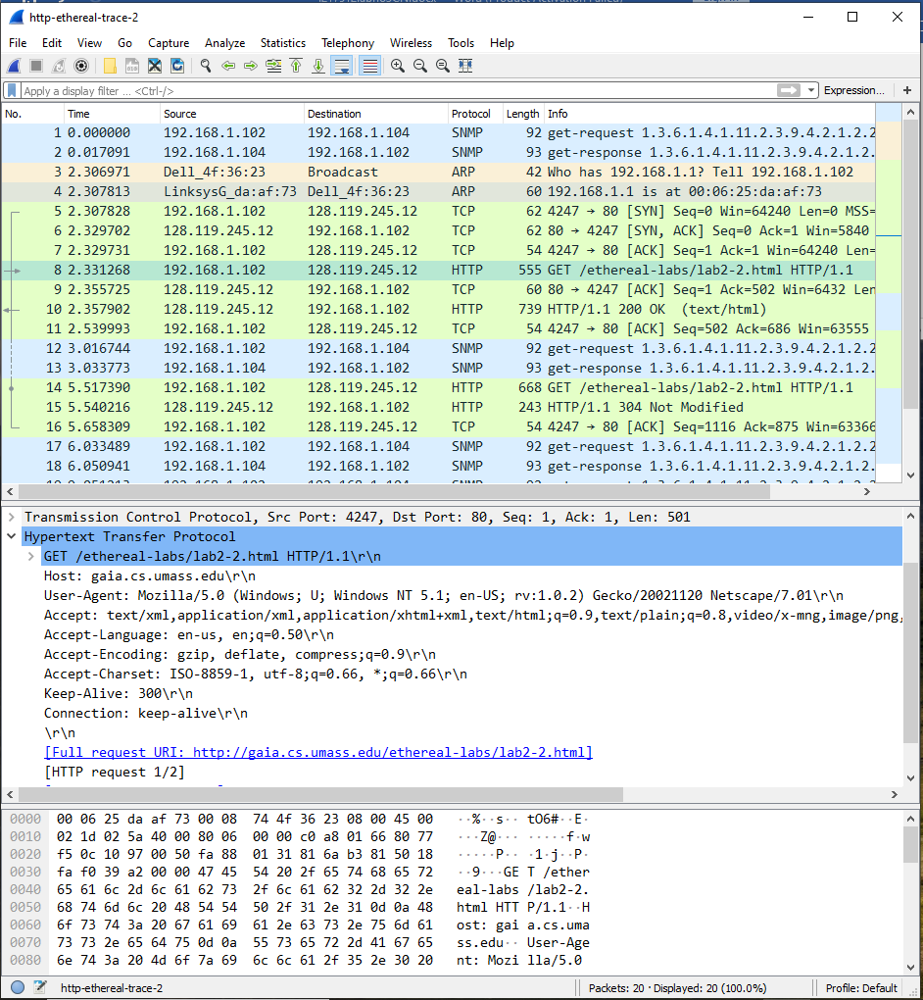 http-ethereal-trace-2
File Edit View Go Capture Analyze Statistics Telephony Wireless Tools Help
Apply a display filter ... <Ctrl-/> Expression... +
No. Time Source Destination Protocol Length Info
1 0.000000 192.168.1.102 192.168.1.104 SNMP 92 get-request 1.3.6.1.4.1.11.2.3.9.4.2.1.2.2
2 0.017091 192.168.1.104 192.168.1.102 SNMP 93 get-response 1.3.6.1.4.1.11.2.3.9.4.2.1.2.
3 2.306971 Dell_4f:36:23 Broadcast ARP 42 Who has 192.168.1.1? Tell 192.168.1.102
4 2.307813 LinksysG_da:af:73 Dell_4f:36:23 ARP 60 192.168.1.1 is at 00:06:25:da:af:73
5 2.307828 192.168.1.102 128.119.245.12 TCP 62 4247 → 80 [SYN] Seq=0 Win=64240 Len=0 MSS=
6 2.329702 128.119.245.12 192.168.1.102 TCP 62 80 → 4247 [SYN, ACK] Seq=0 Ack=1 Win=5840
7 2.329731 192.168.1.102 128.119.245.12 TCP 54 4247 → 80 [ACK] Seq=1 Ack=1 Win=64240 Len=
8 2.331268 192.168.1.102 128.119.245.12 HTTP 555 GET /ethereal-labs/lab2-2.html HTTP/1.1
9 2.355725 128.119.245.12 192.168.1.102 TCP 60 80 → 4247 [ACK] Seq=1 Ack=502 Win=6432 Len
10 2.357902 128.119.245.12 192.168.1.102 HTTP 739 HTTP/1.1 200 OK (text/html)
11 2.539993 192.168.1.102 128.119.245.12 TCP 54 4247 → 80 [ACK] Seq=502 Ack=686 Win=63555
12 3.016744 192.168.1.102 192.168.1.104 SNMP 92 get-request 1.3.6.1.4.1.11.2.3.9.4.2.1.2.2
13 3.033773 192.168.1.104 192.168.1.102 SNMP 93 get-response 1.3.6.1.4.1.11.2.3.9.4.2.1.2.
14 5.517390 192.168.1.102 128.119.245.12 HTTP 668 GET /ethereal-labs/lab2-2.html HTTP/1.1
15 5.540216 128.119.245.12 192.168.1.102 HTTP 243 HTTP/1.1 304 Not Modified
16 5.658309 192.168.1.102 128.119.245.12 TCP 54 4247 → 80 [ACK] Seq=1116 Ack=875 Win=63366
17 6.033489 192.168.1.102 192.168.1.104 SNMP 92 get-request 1.3.6.1.4.1.11.2.3.9.4.2.1.2.2
18 6.050941 192.168.1.104 192.168.1.102 SNMP 93 get-response 1.3.6.1.4.1.11.2.3.9.4.2.1.2.
Transmission Control Protocol, Src Port: 4247, Dst Port: 80, Seq: 1, Ack: 1, Len: 501
Hypertext Transfer Protocol
GET /ethereal-labs/lab2-2.html HTTP/1.1\r\n
Host: gaia.cs.umass.edu\r\n
User-Agent: Mozilla/5.0 (Windows; U; Windows NT 5.1; en-US; rv:1.0.2) Gecko/20021120 Netscape/7.01\r\n
Accept: text/xml,application/xml,application/xhtml+xml,text/html;q=0.9,text/plain;q=0.8,video/x-mng,image/png,
Accept-Language: en-us, en;q=0.50\r\n
Accept-Encoding: gzip, deflate, compress;q=0.9\r\n
Accept-Charset: ISO-8859-1, utf-8;q=0.66, *;q=0.66\r\n
Keep-Alive: 300\r\n
Connection: keep-alive\r\n
\r\n
[Full request URI: http://gaia.cs.umass.edu/ethereal-labs/lab2-2.html]
[HTTP request 1/2]
0000 00 06 25 da af 73 00 08 74 4f 36 23 08 00 45 00 ··%··s·· tO6#··E·
0010 02 1d 02 5a 40 00 80 06 00 00 c0 a8 01 66 80 77 ···Z@··· ·····f·w
0020 f5 0c 10 97 00 50 fa 88 01 31 81 6a b3 81 50 18 ·····P·· ·1·j··P·
0030 fa f0 39 a2 00 00 47 45 54 20 2f 65 74 68 65 72 ··9···GE T /ether
0040 65 61 6c 2d 6c 61 62 73 2f 6c 61 62 32 2d 32 2e eal-labs /lab2-2.
0050 68 74 6d 6c 20 48 54 54 50 2f 31 2e 31 0d 0a 48 html HTT P/1.1··H
0060 6f 73 74 3a 20 67 61 69 61 2e 63 73 2e 75 6d 61 ost: gai a.cs.uma
0070 73 73 2e 65 64 75 0d 0a 55 73 65 72 2d 41 67 65 ss.edu·· User-Age
0080 6e 74 3a 20 4d 6f 7a 69 6c 6c 61 2f 35 2e 30 20 nt: Mozi lla/5.0
http-ethereal-trace-2 Packets: 20 · Displayed: 20 (100.0%) Profile: Default